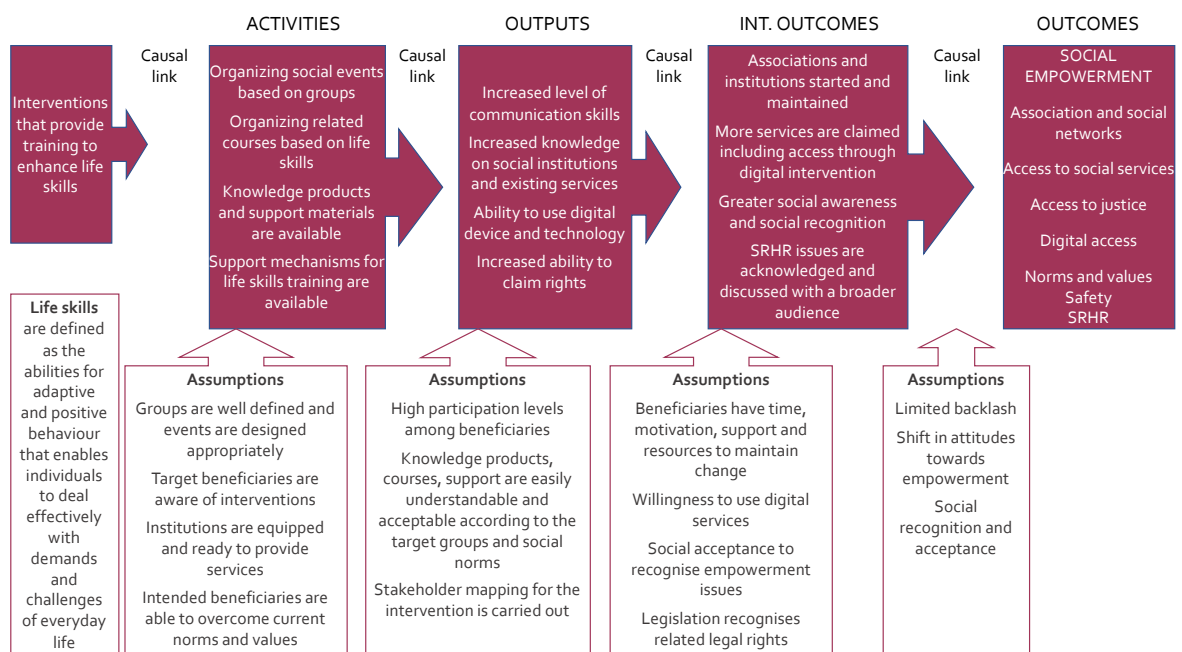 ACTIVITIES
OUTPUTS
INT. OUTCOMES
OUTCOMES
Interventions
that provide
training to
enhance life
skills
Causal
link
Organizing social events
based on groups
Organizing related
courses based on life
skills
Knowledge products
and support materials
are available
Support mechanisms for
life skills training are
available
Causal
link
Increased level of
communication skills
Increased knowledge
on social institutions
and existing services
Ability to use digital
device and technology
Increased ability to
claim rights
Causal
link
Associations and
institutions started and
maintained
More services are claimed
including access through
digital intervention
Greater social awareness
and social recognition
SRHR issues are
acknowledged and
discussed with a broader
audience
Causal
link
SOCIAL
EMPOWERMENT
Association and social
networks
Access to social services
Access to justice
Digital access
Norms and values
Safety
SRHR
Life skills
are defined
as the
abilities for
adaptive
and positive
behaviour
that enables
individuals
to deal
effectively
with
demands
and
challenges
of everyday
life
Assumptions
Groups are well defined and
events are designed
appropriately
Target beneficiaries are
aware of interventions
Institutions are equipped
and ready to provide
services
Intended beneficiaries are
able to overcome current
norms and values
Assumptions
High participation levels
among beneficiaries
Knowledge products,
courses, support are easily
understandable and
acceptable according to the
target groups and social
norms
Stakeholder mapping for the
intervention is carried out
Assumptions
Beneficiaries have time,
motivation, support and
resources to maintain
change
Willingness to use digital
services
Social acceptance to
recognise empowerment
issues
Legislation recognises
related legal rights
Assumptions
Limited backlash
Shift in attitudes
towards
empowerment
Social
recognition and
acceptance